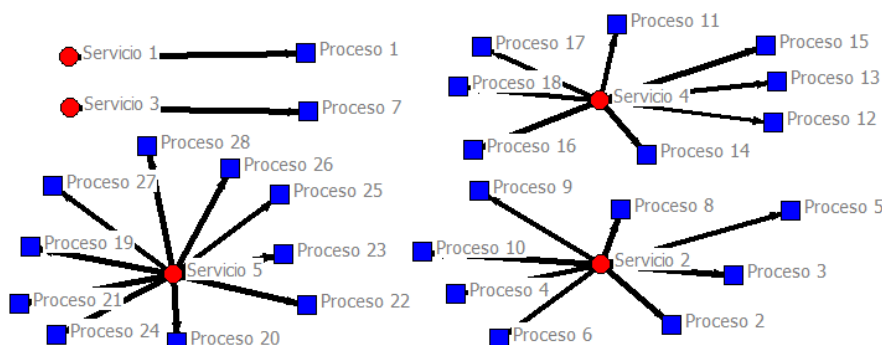 Servicio 1
Proceso 1
Servicio 3
Proceso 7
Proceso 28
Proceso 26
Proceso 27
Proceso 25
Proceso 19
Proceso 23
Servicio 5
Proceso 21
Proceso 22
Proceso 24
Proceso 20
Proceso 11
Proceso 17
Proceso 15
Proceso 18
Proceso 13
Servicio 4
Proceso 12
Proceso 16
Proceso 14
Proceso 9
Proceso 8
Proceso 5
Proceso 10
Servicio 2
Proceso 3
Proceso 4
Proceso 6
Proceso 2